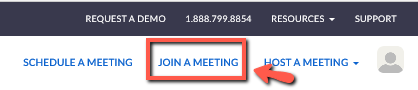 REQUEST A DEMO 1.888.799.8854 RESOURCES SUPPORT
SCHEDULE A MEETING JOIN A MEETING HOST A MEETING